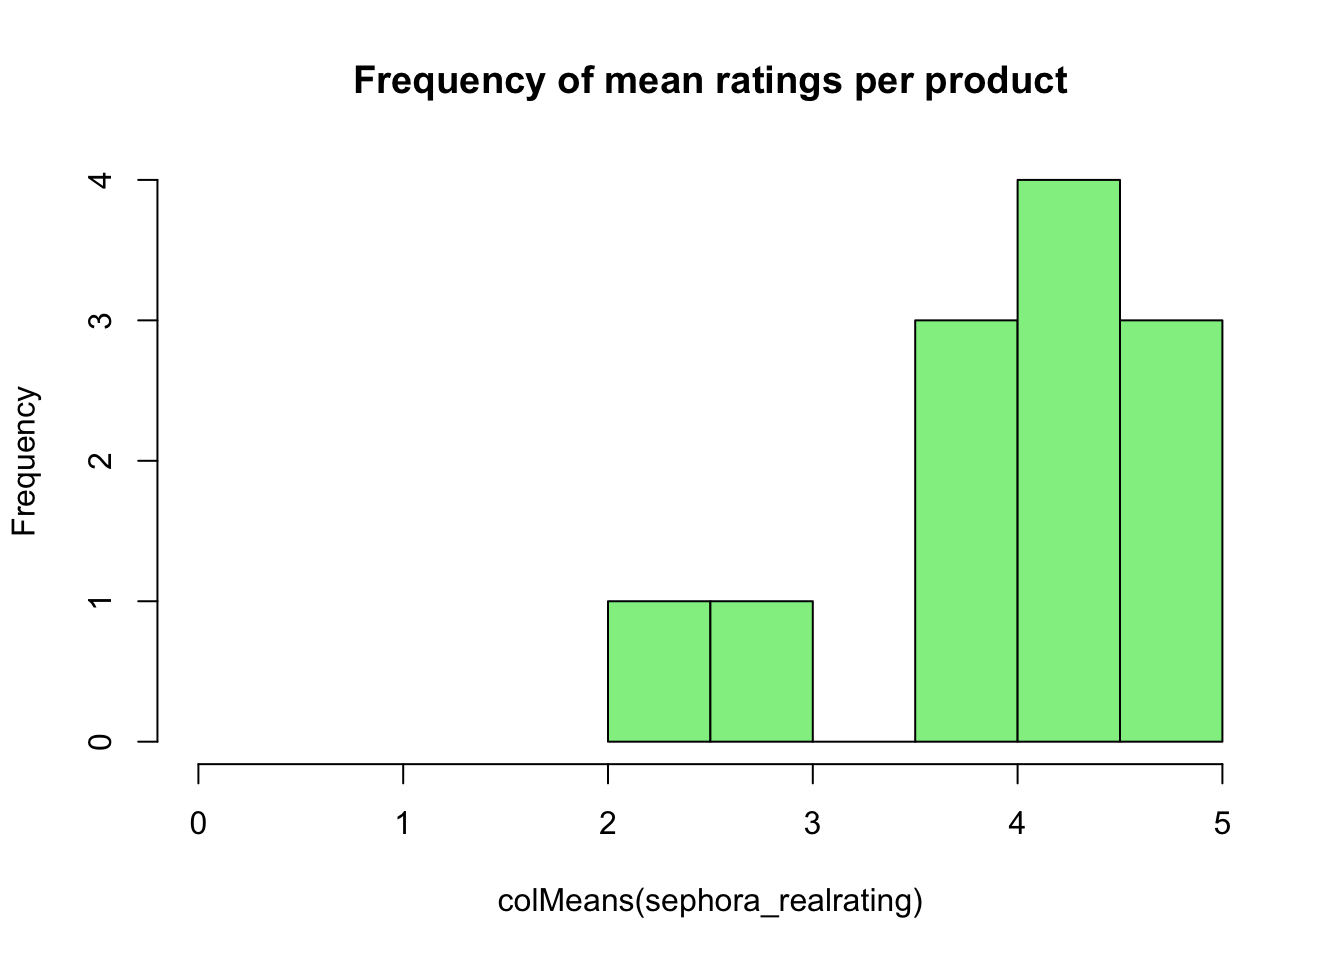 Frequency of mean ratings per product
4
3
2
1
0
Frequency
0 1 2 3 4 5
colMeans(sephora_realrating)